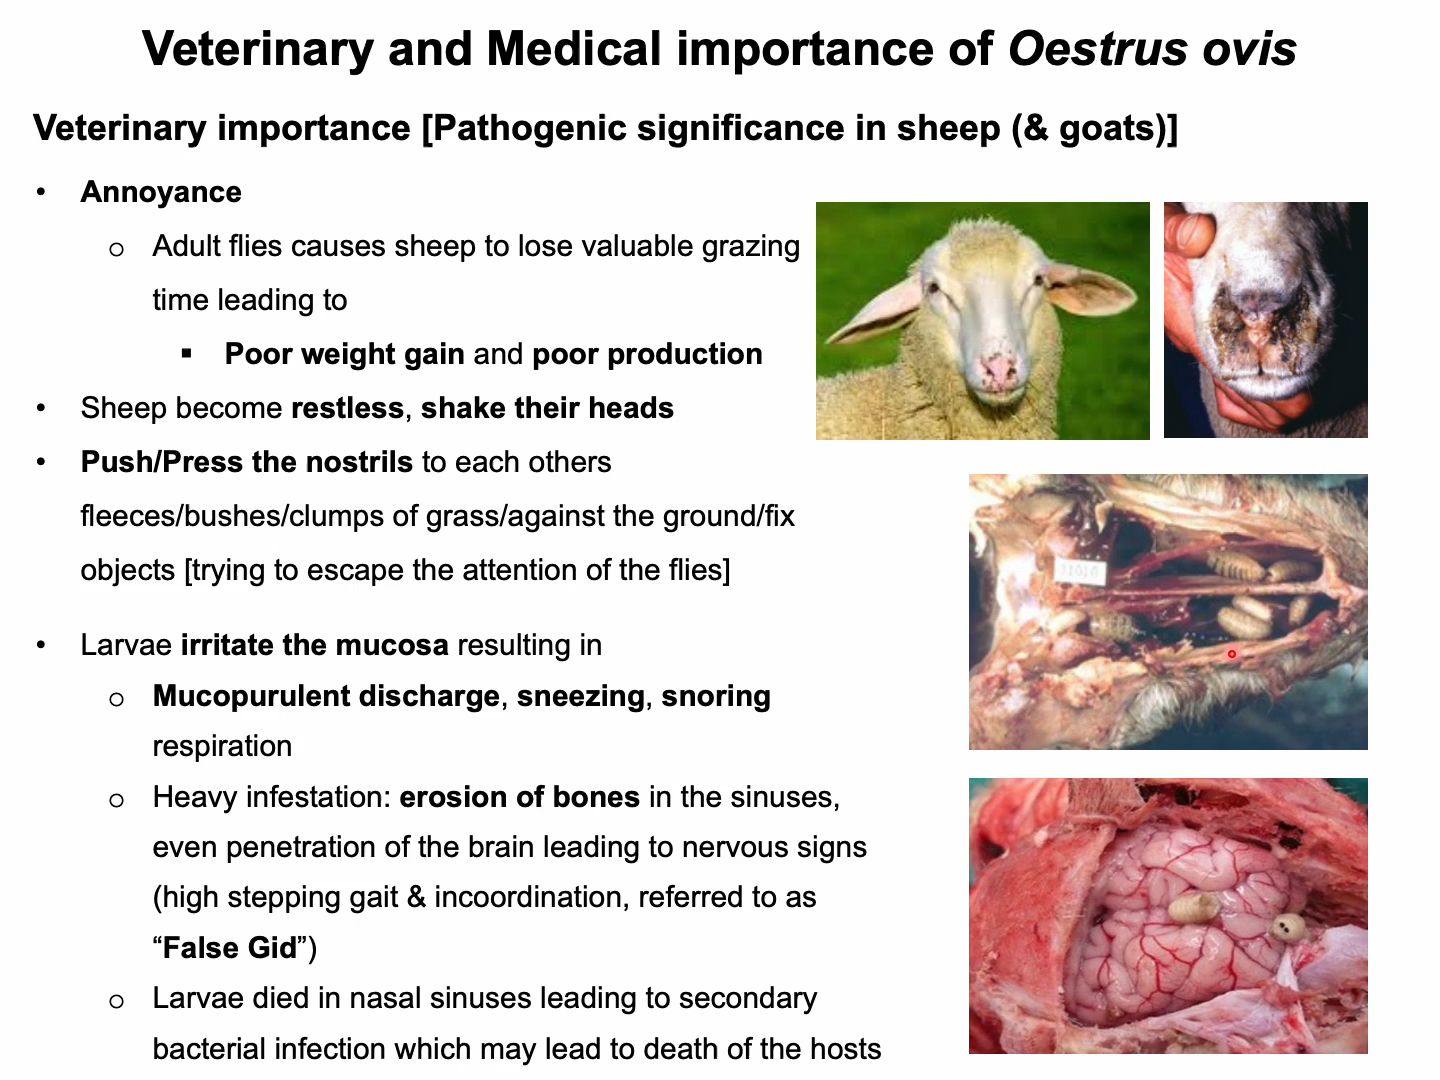 Veterinary and Medical importance of Oestrus ovis
Veterinary importance [Pathogenic significance in sheep (& goats)]
• Annoyance
o Adult flies causes sheep to lose valuable grazing
time leading to
▪ Poor weight gain and poor production
• Sheep become restless, shake their heads
• Push/Press the nostrils to each others
fleeces/bushes/clumps of grass/against the ground/fix
objects [trying to escape the attention of the flies]
• Larvae irritate the mucosa resulting in
o Mucopurulent discharge, sneezing, snoring
respiration
o Heavy infestation: erosion of bones in the sinuses,
even penetration of the brain leading to nervous signs
(high stepping gait & incoordination, referred to as
“False Gid”)
o Larvae died in nasal sinuses leading to secondary
bacterial infection which may lead to death of the hosts